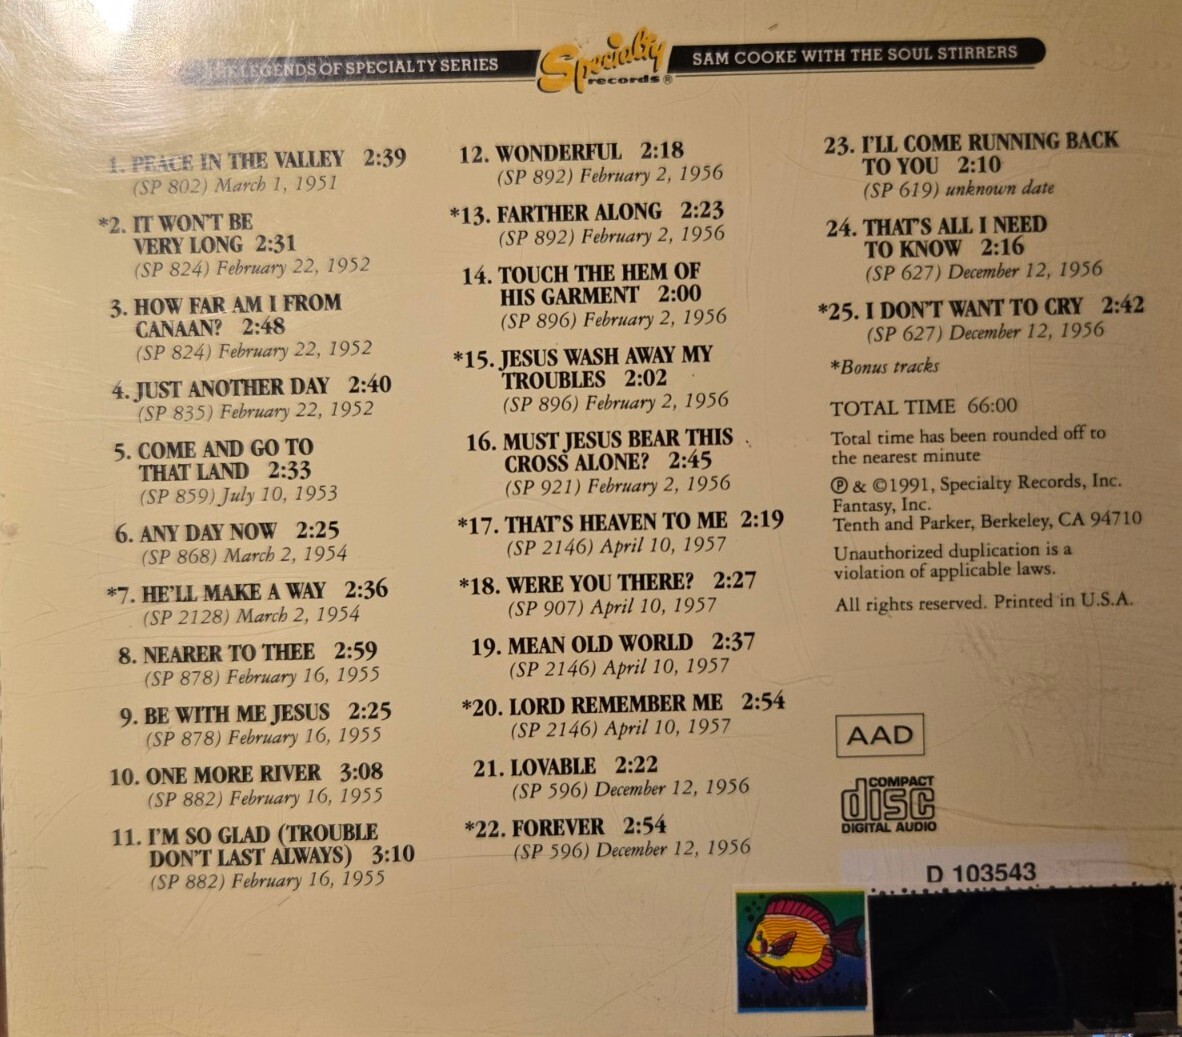 THE LEGENDS OF SPECIALTY SERIES
Specialty
records®
SAM COOKE WITH THE SOUL STIRRERS
1. PEACE IN THE VALLEY 2:39
(SP 802) March 1, 1951
*2. IT WON'T BE
VERY LONG 2:31
(SP 824) February 22, 1952
3. HOW FAR AM I FROM
CANAAN? 2:48
(SP 824) February 22, 1952
4. JUST ANOTHER DAY 2:40
(SP 835) February 22, 1952
5. COME AND GO TO
THAT LAND 2:33
(SP 859) July 10, 1953
6. ANY DAY NOW 2:25
(SP 868) March 2, 1954
*7. HE'LL MAKE A WAY 2:36
(SP 2128) March 2, 1954
8. NEARER TO THEE 2:59
(SP 878) February 16, 1955
9. BE WITH ME JESUS 2:25
(SP 878) February 16, 1955
10. ONE MORE RIVER 3:08
(SP 882) February 16, 1955
11. I'M SO GLAD (TROUBLE
DON'T LAST ALWAYS) 3:10
(SP 882) February 16, 1955
12. WONDERFUL 2:18
(SP 892) February 2, 1956
*13. FARTHER ALONG 2:23
(SP 892) February 2, 1956
14. TOUCH THE HEM OF
HIS GARMENT 2:00
(SP 896) February 2, 1956
*15. JESUS WASH AWAY MY
TROUBLES 2:02
(SP 896) February 2, 1956
16. MUST JESUS BEAR THIS
CROSS ALONE? 2:45
(SP 921) February 2, 1956
*17. THAT'S HEAVEN TO ME 2:19
(SP 2146) April 10, 1957
*18. WERE YOU THERE? 2:27
(SP 907) April 10, 1957
19. MEAN OLD WORLD 2:37
(SP 2146) April 10, 1957
*20. LORD REMEMBER ME 2:54
(SP 2146) April 10, 1957
21. LOVABLE 2:22
(SP 596) December 12, 1956
*22. FOREVER 2:54
(SP 596) December 12, 1956
23. I'LL COME RUNNING BACK
TO YOU 2:10
(SP 619) unknown date
24. THAT'S ALL I NEED
TO KNOW 2:16
(SP 627) December 12, 1956
*25. I DON'T WANT TO CRY 2:42
(SP 627) December 12, 1956
*Bonus tracks
TOTAL TIME 66:00
Total time has been rounded off to
the nearest minute
℗ & ©1991, Specialty Records, Inc.
Fantasy, Inc.
Tenth and Parker, Berkeley, CA 94710
Unauthorized duplication is a
violation of applicable laws.
All rights reserved. Printed in U.S.A.
AAD
COMPACT
disc
DIGITAL AUDIO
D 103543